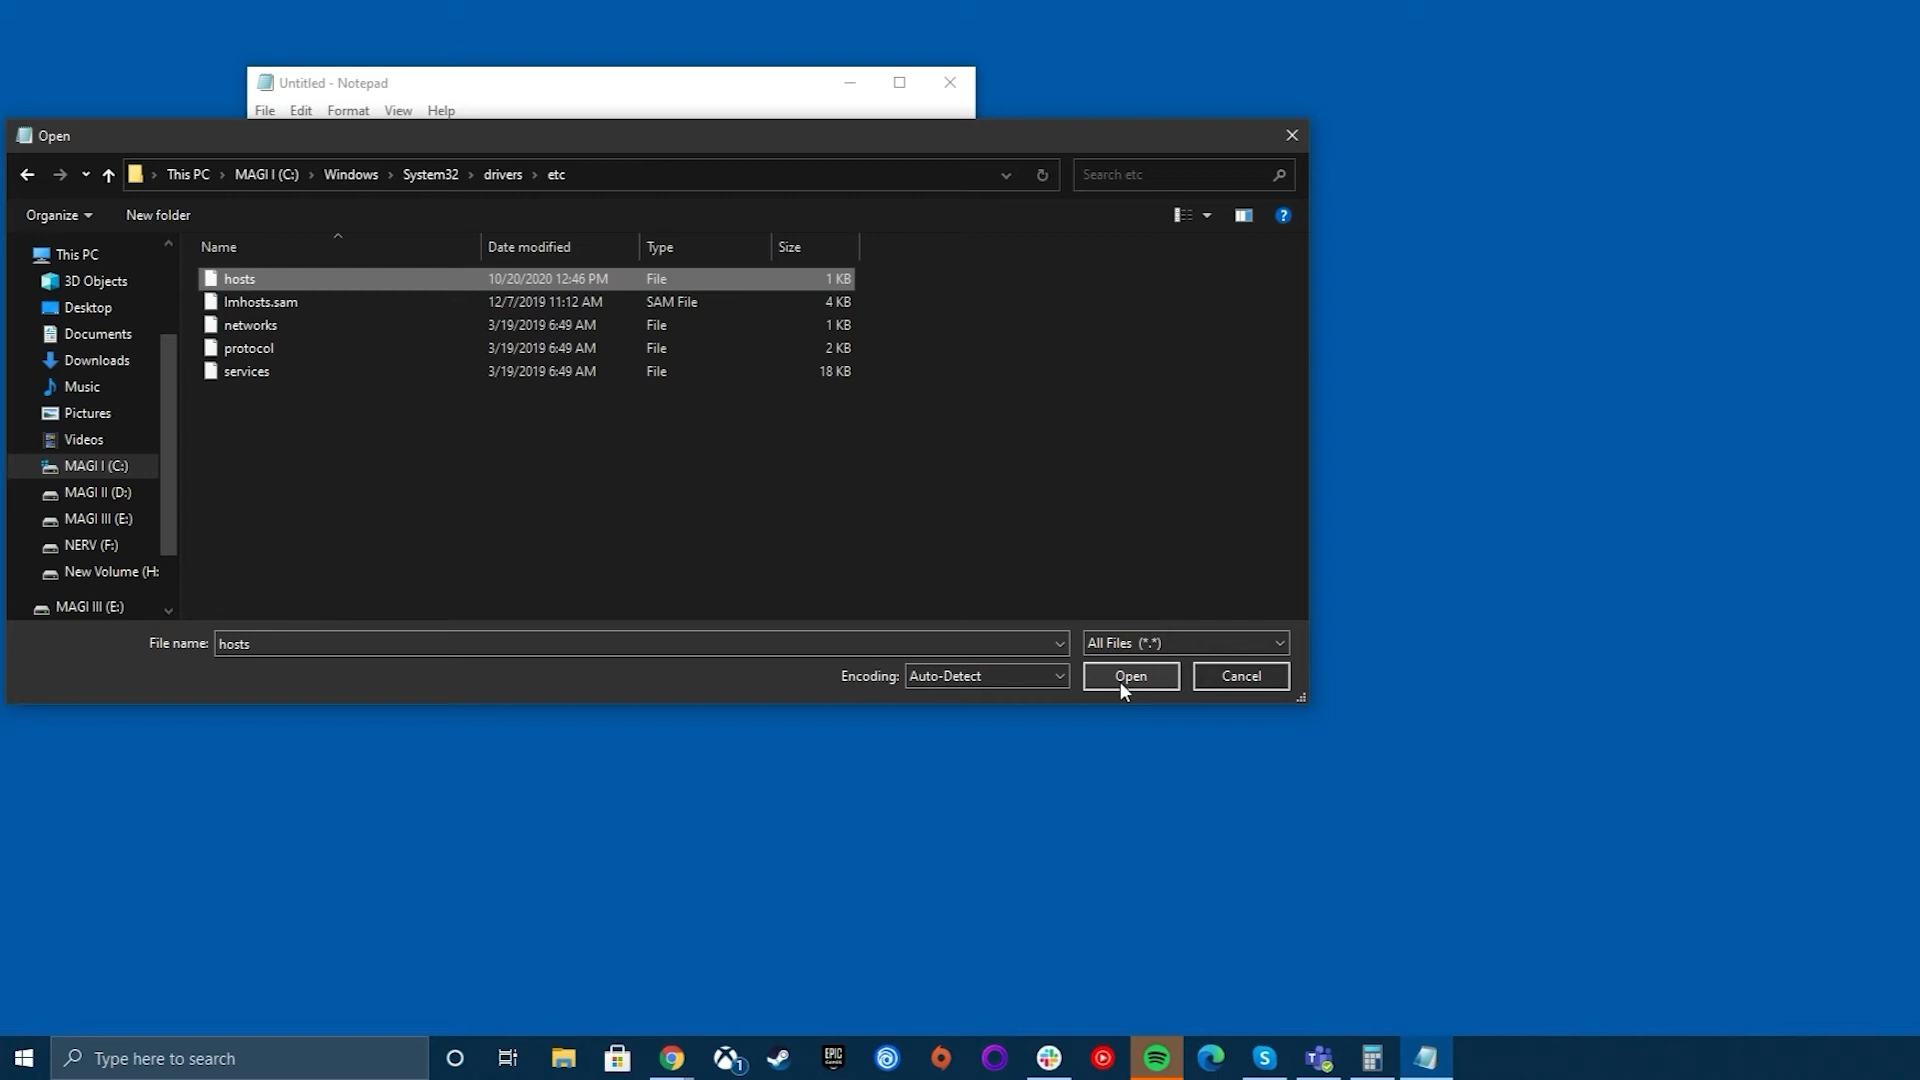 Untitled - Notepad
File Edit Format View Help
Open
This PC > MAGI I (C:) > Windows > System32 > drivers > etc
Search etc
Organize New folder
?
Name Date modified Type Size
This PC
3D Objects
Desktop
Documents
Downloads
Music
Pictures
Videos
MAGI I (C:)
MAGI II (D:)
MAGI III (E:)
NERV (F:)
New Volume (H:
MAGI III (E:)
hosts 10/20/2020 12:46 PM File 1 KB
lmhosts.sam 12/7/2019 11:12 AM SAM File 4 KB
networks 3/19/2019 6:49 AM File 1 KB
protocol 3/19/2019 6:49 AM File 2 KB
services 3/19/2019 6:49 AM File 18 KB
File name: hosts All Files (*.*)
Encoding: Auto-Detect Open Cancel
Type here to search
1
EPIC
GAMES
S
T